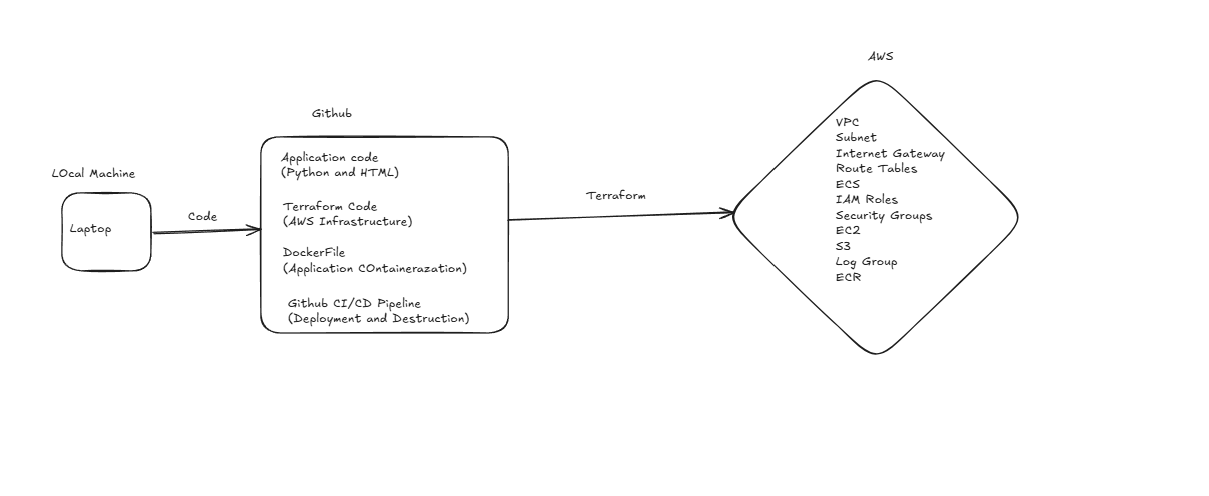 LOcal Machine
Laptop
Code
Github
Application code
(Python and HTML)
Terraform Code
(AWS Infrastructure)
DockerFile
(Application COntainerazation)
Github CI/CD Pipeline
(Deployment and Destruction)
Terraform
AWS
VPC
Subnet
Internet Gateway
Route Tables
ECS
IAM Roles
Security Groups
EC2
S3
Log Group
ECR